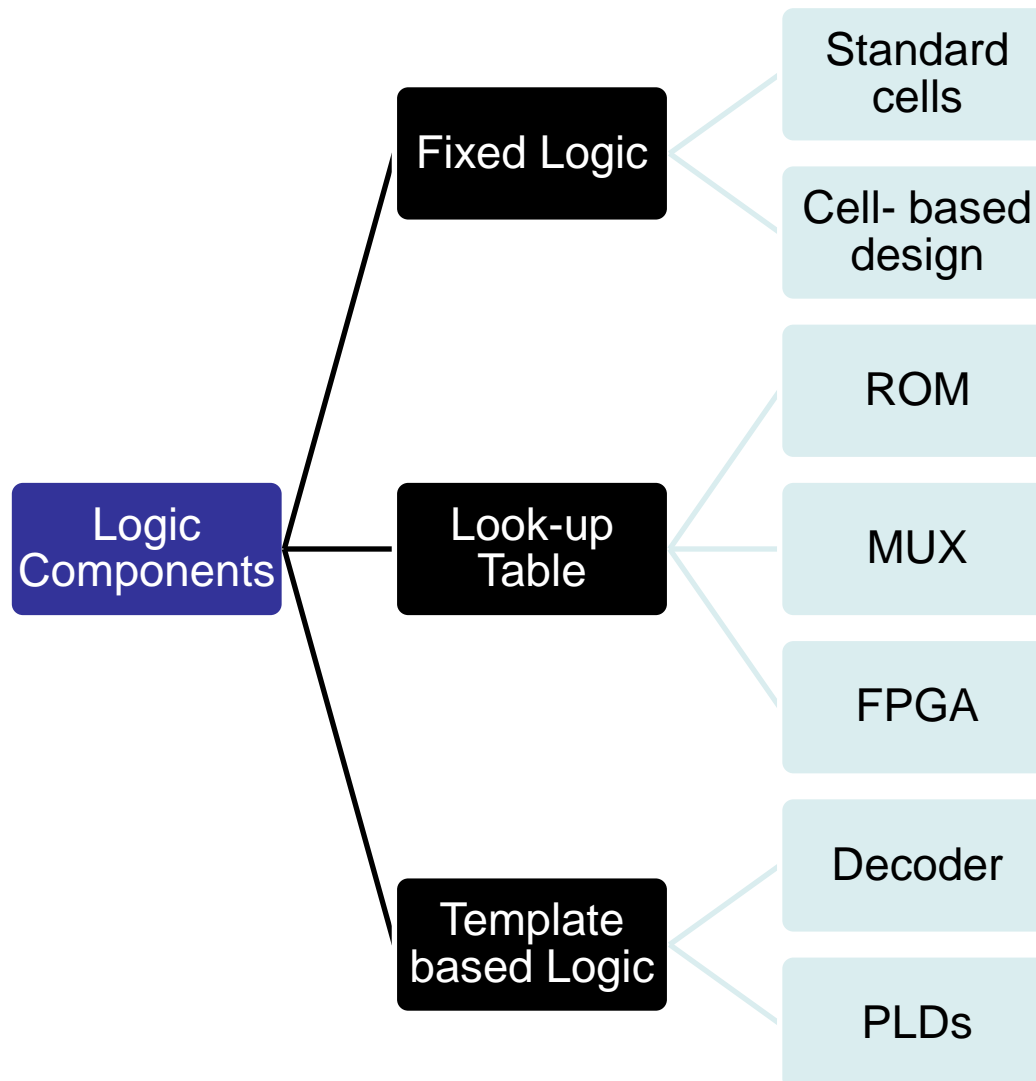 Standard
cells
Fixed Logic
Cell- based
design
ROM
Logic
Components
Look-up
Table
MUX
FPGA
Decoder
Template
based Logic
PLDs